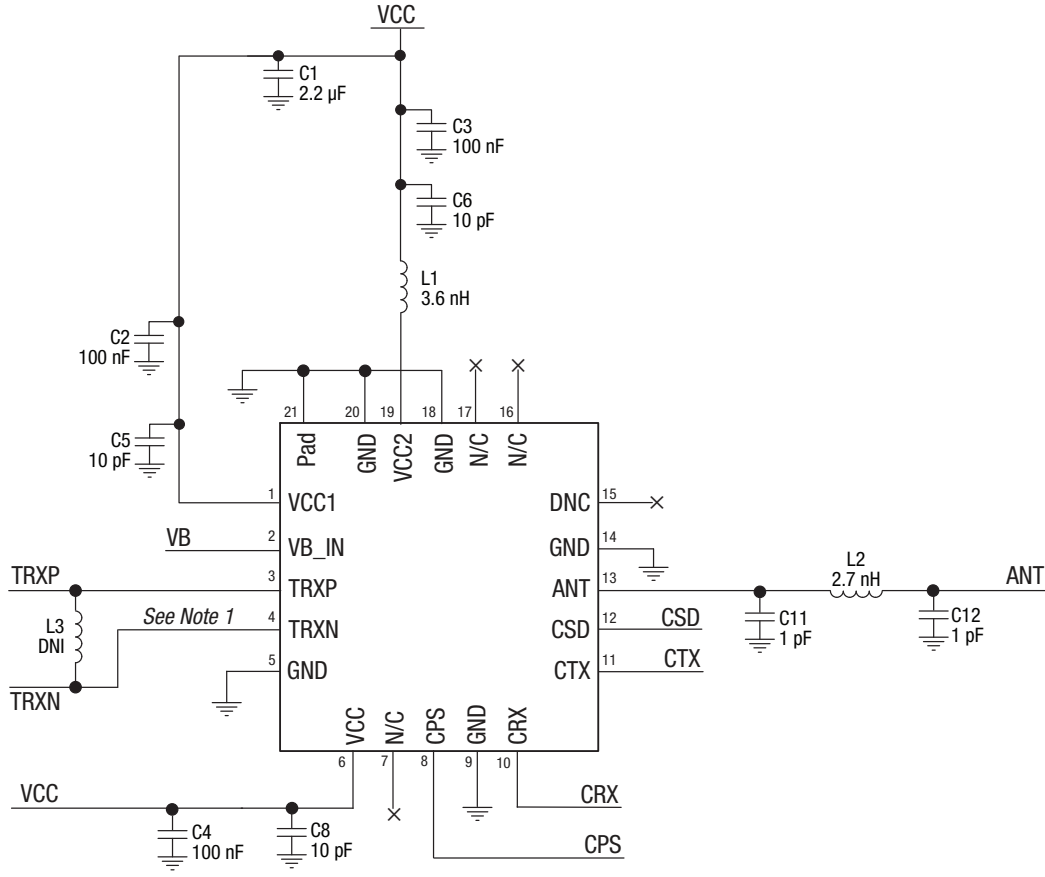 VCC
C1
2.2 µF
C3
100 nF
C6
10 pF
L1
3.6 nH
C2
100 nF
C5
10 pF
21
20
19
18
17
16
Pad
GND
VCC2
GND
N/C
N/C
1
VCC1
DNC
15
VB
2
VB_IN
GND
14
TRXP
3
TRXP
ANT
13
L2
2.7 nH
ANT
C11
1 pF
C12
1 pF
L3
DNI
See Note 1
4
TRXN
CSD
12
CSD
TRXN
5
GND
CTX
11
CTX
VCC
N/C
CPS
GND
CRX
6
7
8
9
10
VCC
C4
100 nF
C8
10 pF
CRX
CPS